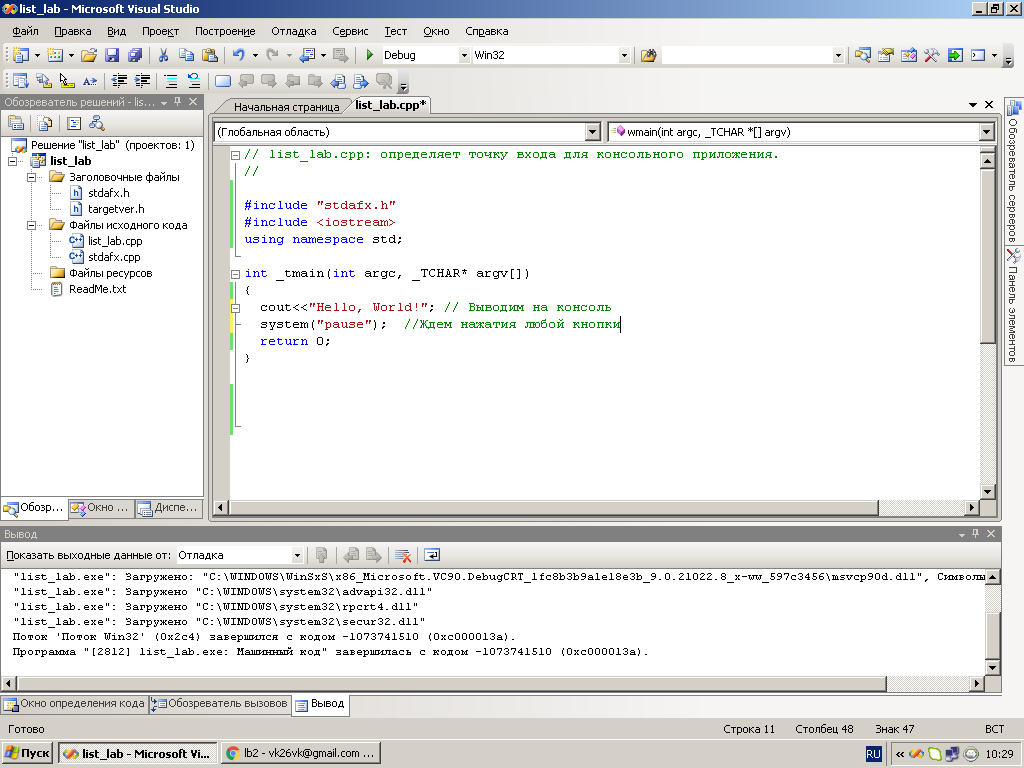 list_lab - Microsoft Visual Studio
Файл Правка Вид Проект Построение Отладка Сервис Тест Окно Справка
Debug Win32
Обозреватель решений - lis...
Начальная страница list_lab.cpp*
(Глобальная область) wmain(int argc, _TCHAR *[] argv)
Решение "list_lab" (проектов: 1)
list_lab
Заголовочные файлы
stdafx.h
targetver.h
Файлы исходного кода
list_lab.cpp
stdafx.cpp
Файлы ресурсов
ReadMe.txt
// list_lab.cpp: определяет точку входа для консольного приложения.
//
#include "stdafx.h"
#include <iostream>
using namespace std;
int _tmain(int argc, _TCHAR* argv[])
{
cout<<"Hello, World!"; // Выводим на консоль
system("pause"); //Ждем нажатия любой кнопки
return 0;
}
Обозреватель серверов
Панель элементов
Обозр... Окно ... Диспе...
Вывод
Показать выходные данные от: Отладка
"list_lab.exe": Загружено: "C:\WINDOWS\WinSxS\x86_Microsoft.VC90.DebugCRT_1fc8b3b9a1e18e3b_9.0.21022.8_x-ww_597c3456\msvcp90d.dll", Символы
"list_lab.exe": Загружено "C:\WINDOWS\system32\advapi32.dll"
"list_lab.exe": Загружено "C:\WINDOWS\system32\rpcrt4.dll"
"list_lab.exe": Загружено "C:\WINDOWS\system32\secur32.dll"
Поток 'Поток Win32' (0x2c4) завершился с кодом -1073741510 (0xc000013a).
Программа "[2812] list_lab.exe: Машинный код" завершилась с кодом -1073741510 (0xc000013a).
Окно определения кода Обозреватель вызовов Вывод
Готово Строка 11 Столбец 48 Знак 47 ВСТ
Пуск list_lab - Microsoft Vi... lb2 - vk26vk@gmail.com ... RU « 10:29